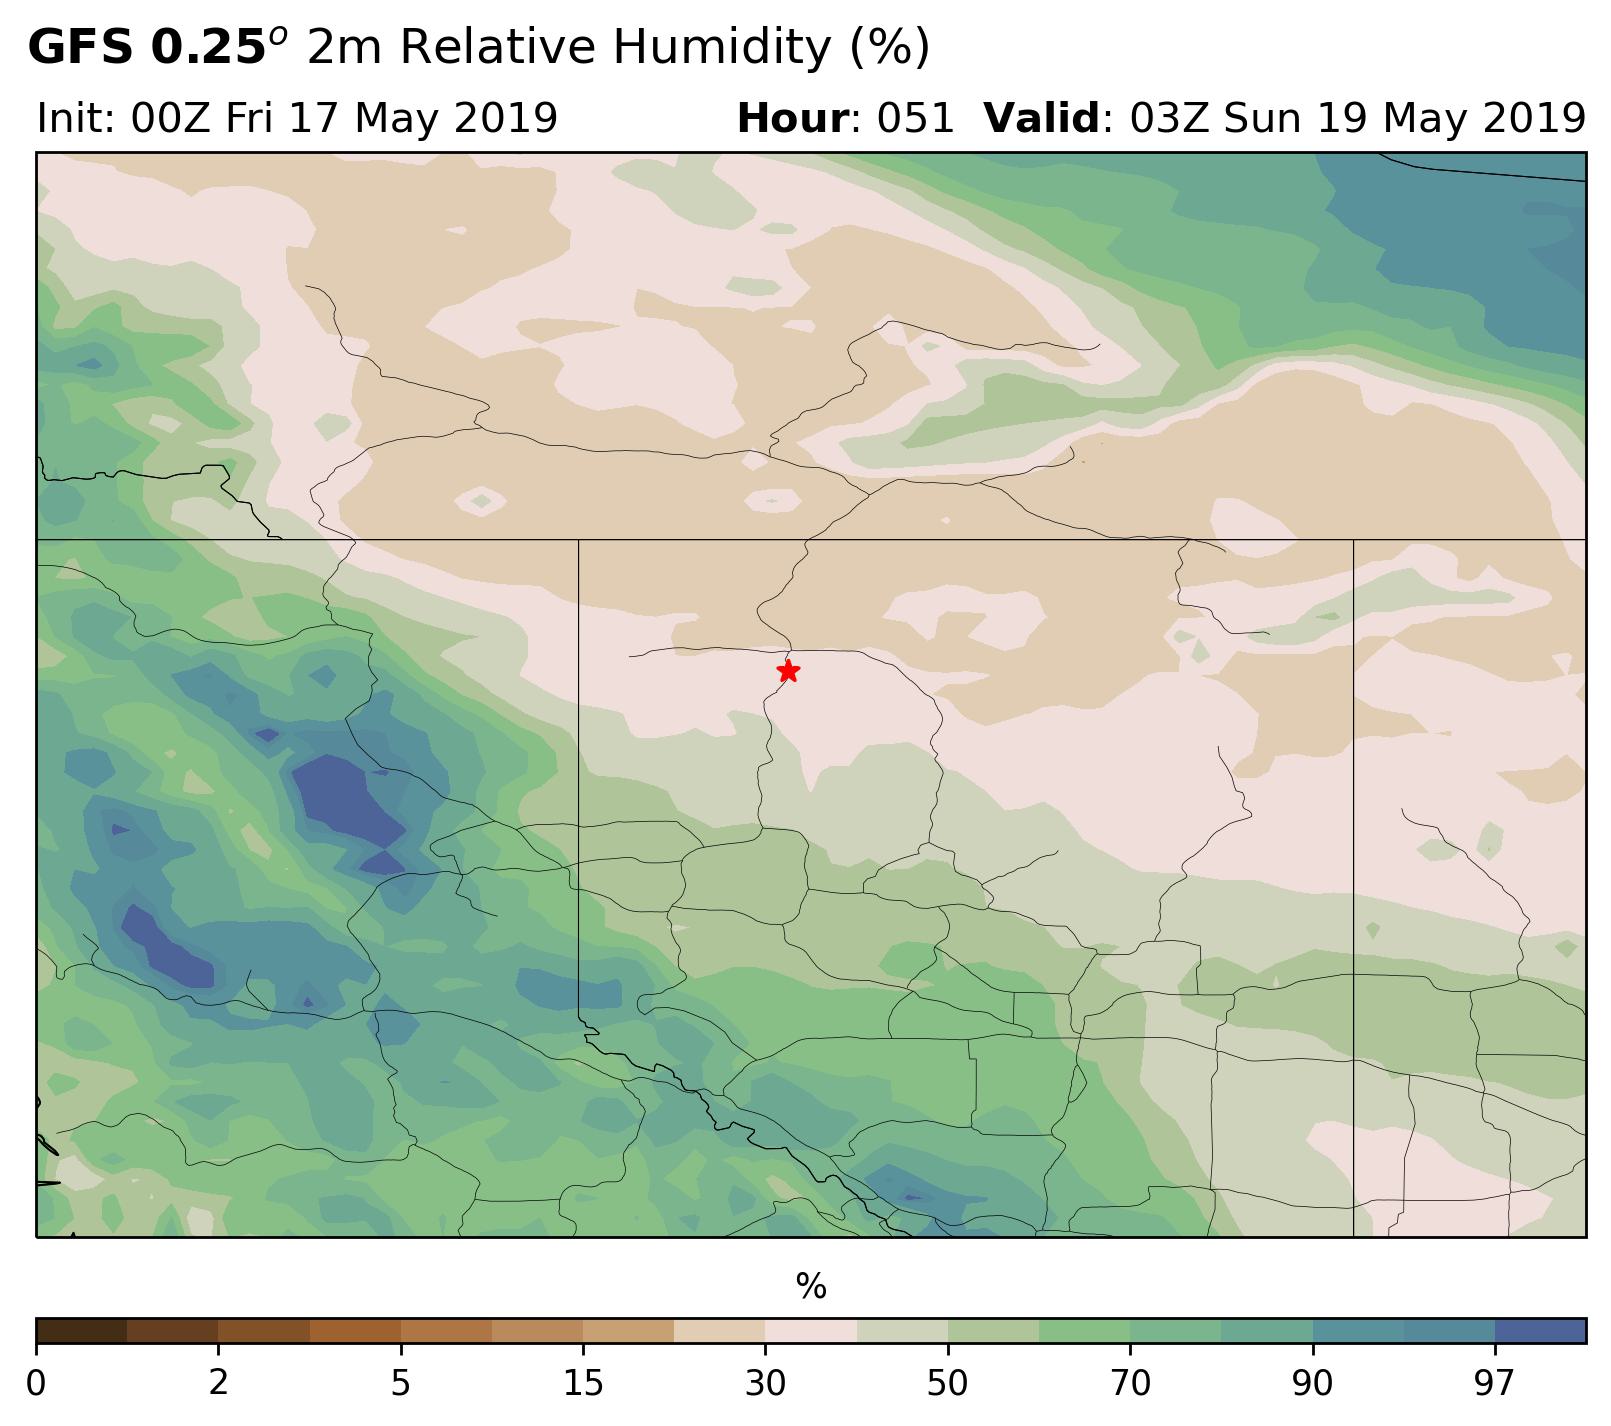 GFS 0.25º 2m Relative Humidity (%)
Init: 00Z Fri 17 May 2019 Hour: 051 Valid: 03Z Sun 19 May 2019
%
0 2 5 15 30 50 70 90 97